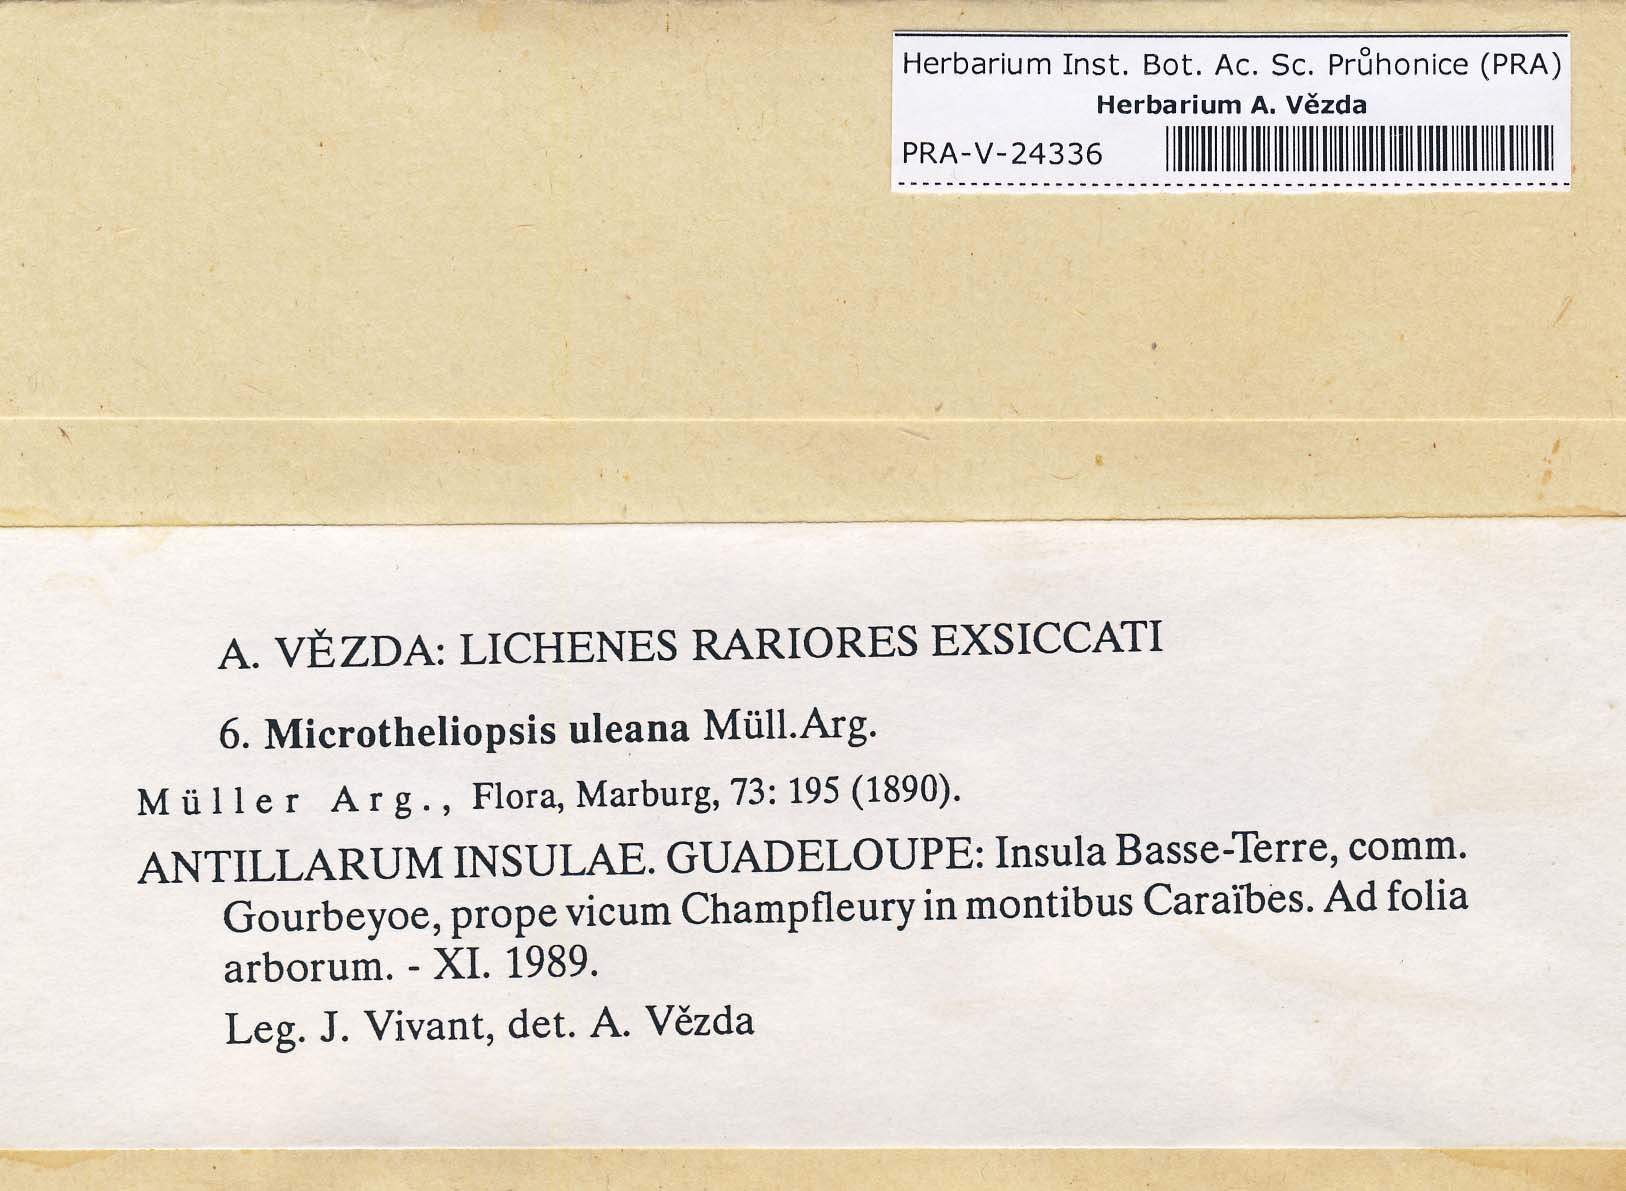 Herbarium Inst. Bot. Ac. Sc. Průhonice (PRA)
Herbarium A. Vězda
PRA-V-24336
A. VĚZDA: LICHENES RARIORES EXSICCATI
6. Microtheliopsis uleana Müll.Arg.
Müller Arg., Flora, Marburg, 73: 195 (1890).
ANTILLARUM INSULAE. GUADELOUPE: Insula Basse-Terre, comm.
Gourbeyoe, prope vicum Champfleury in montibus Caraïbes. Ad folia
arborum. - XI. 1989.
Leg. J. Vivant, det. A. Vězda